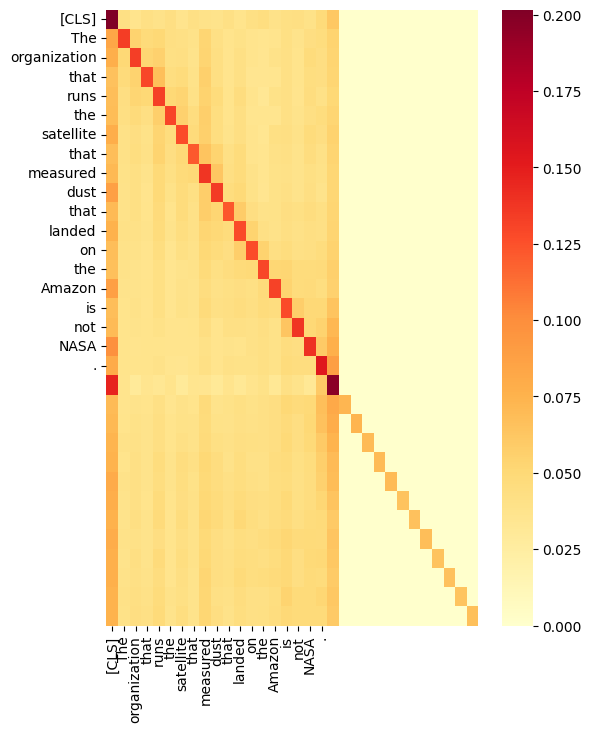 [CLS]
The
organization
that
runs
the
satellite
that
measured
dust
that
landed
on
the
Amazon
is
not
NASA
.
[CLS]
The
organization
that
runs
the
satellite
that
measured
dust
that
landed
on
the
Amazon
is
not
NASA
.
0.200
0.175
0.150
0.125
0.100
0.075
0.050
0.025
0.000